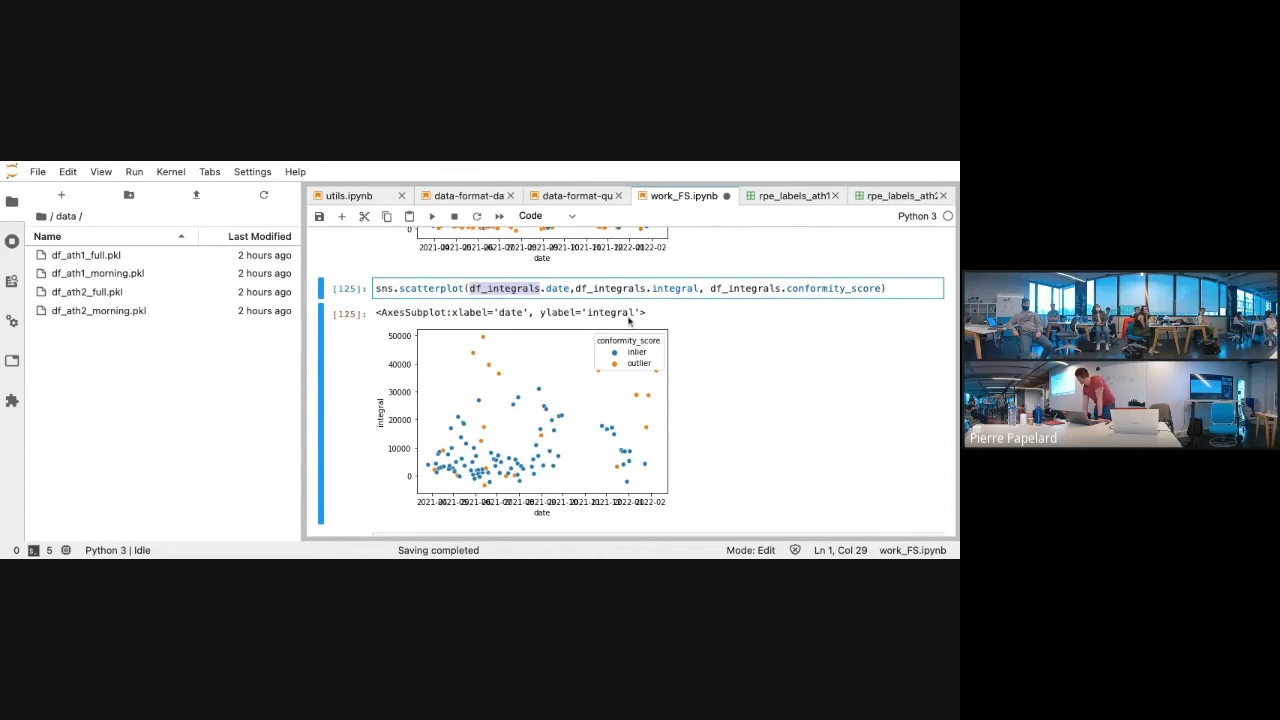 File Edit View Run Kernel Tabs Settings Help
utils.ipynb
data-format-da
data-format-qu
work_FS.ipynb
rpe_labels_ath1
rpe_labels_ath2
/ data /
Code
Python 3
Name
Last Modified
df_ath1_full.pkl
2 hours ago
df_ath1_morning.pkl
2 hours ago
df_ath2_full.pkl
2 hours ago
df_ath2_morning.pkl
2 hours ago
0
date
[125]:
sns.scatterplot(df_integrals.date,df_integrals.integral, df_integrals.conformity_score)
[125]:
<AxesSubplot:xlabel='date', ylabel='integral'>
50000
40000
30000
20000
10000
0
integral
conformity_score
inlier
outlier
date
0
5
Python 3 | Idle
Saving completed
Mode: Edit
Ln 1, Col 29
work_FS.ipynb
Pierre Papelard